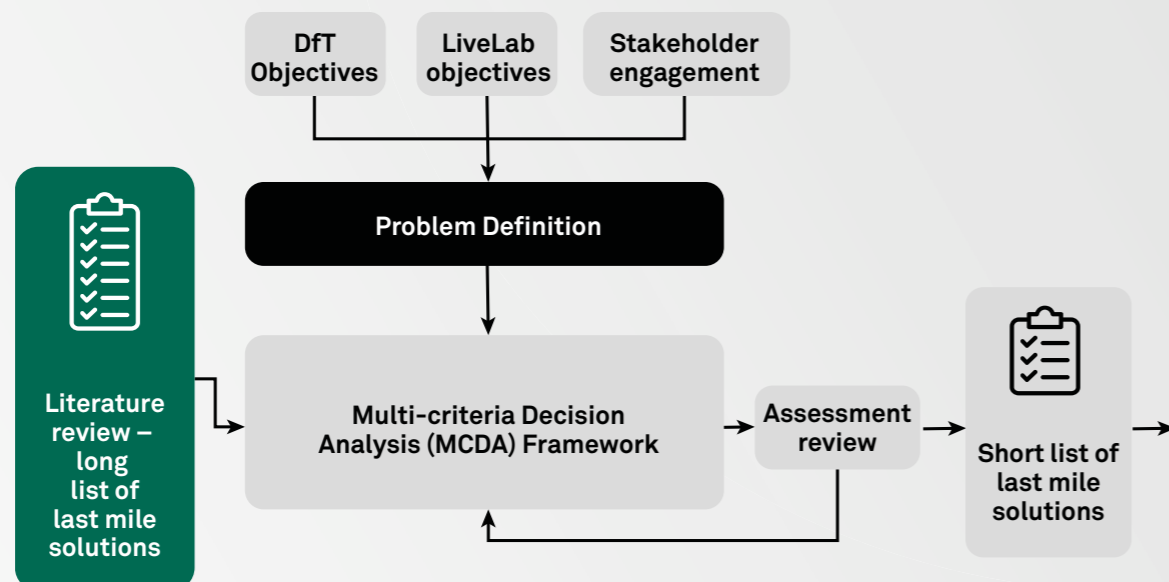 DfT
Objectives
LiveLab
objectives
Stakeholder
engagement
Problem Definition
Literature
review –
long
list of
last mile
solutions
Multi-criteria Decision
Analysis (MCDA) Framework
Assessment
review
Short list of
last mile
solutions